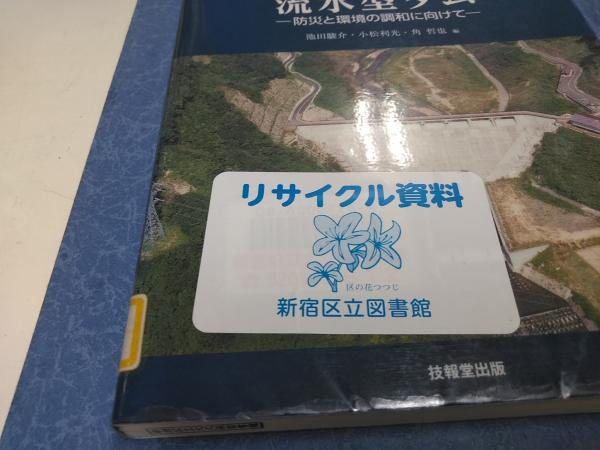 流水型ダム
―防災と環境の調和に向けて―
池田駿介・小松利光・角 哲也 編
リサイクル資料
区の花つつじ
新宿区立図書館
技報堂出版